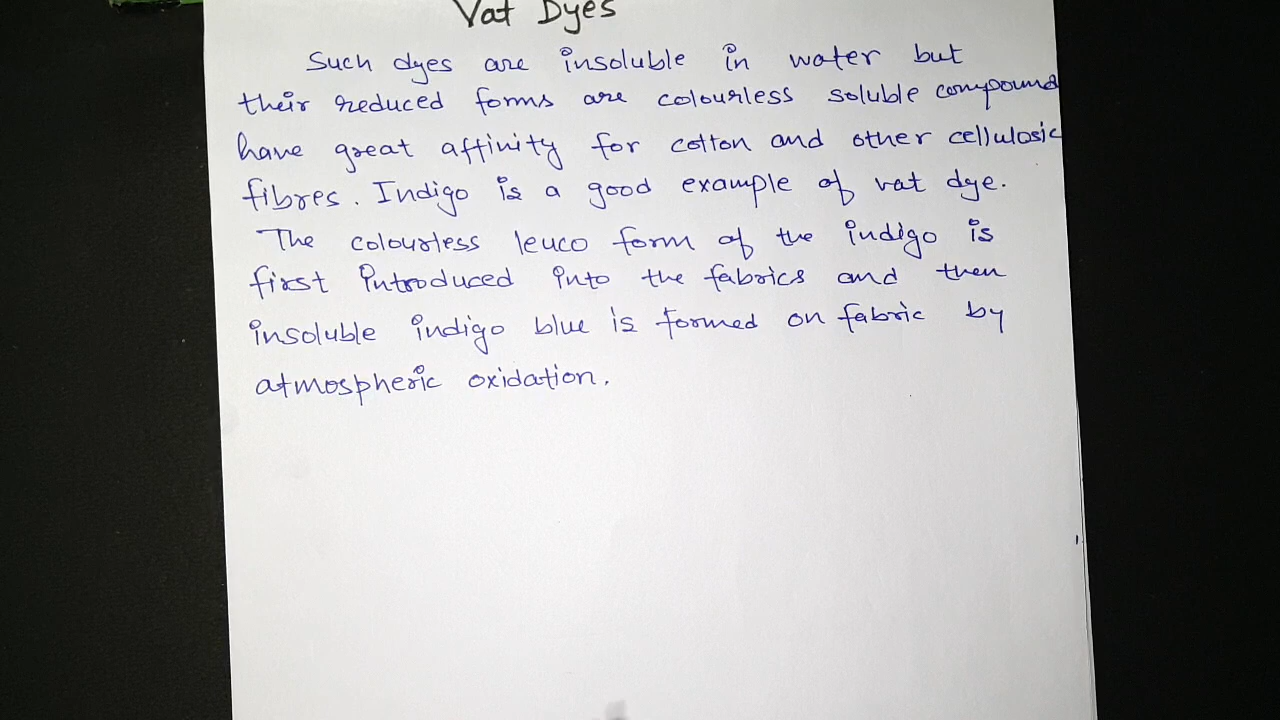 Vat Dyes
Such dyes are insoluble in water but
their reduced forms are colourless soluble compound
have great affinity for cotton and other cellulosic
fibres. Indigo is a good example of vat dye.
The colourless leuco form of the indigo is
first introduced into the fabrics and then
insoluble indigo blue is formed on fabric by
atmospheric oxidation.